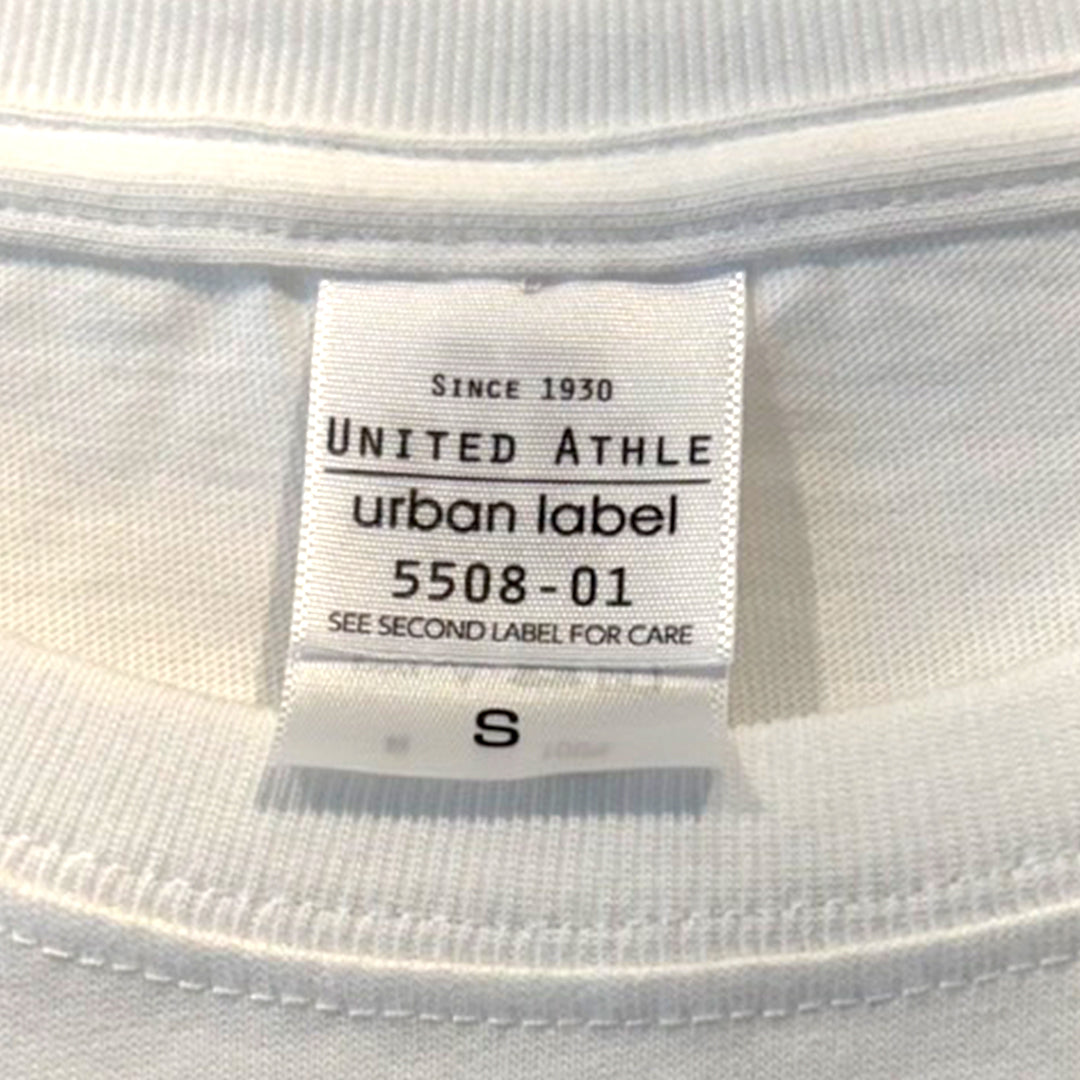 SINCE 1930
UNITED ATHLE
urban label
5508-01
SEE SECOND LABEL FOR CARE
S